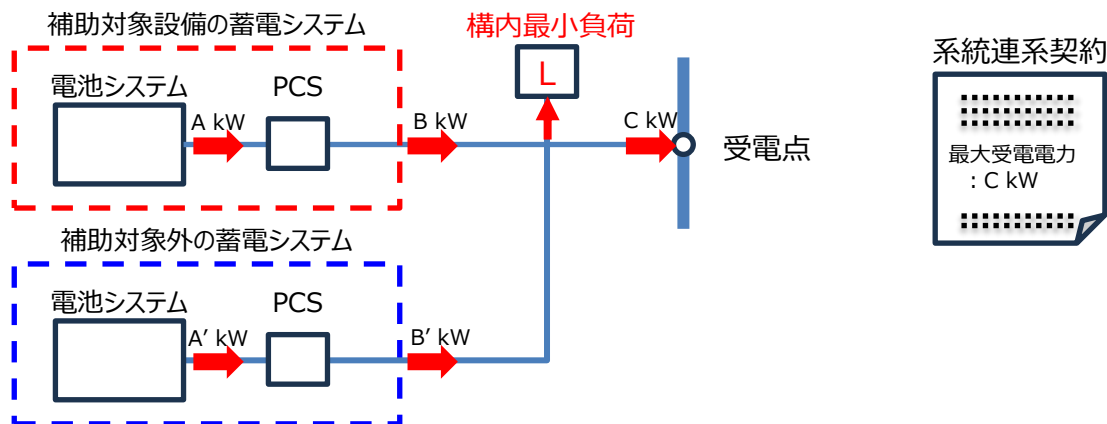 補助対象設備の蓄電システム
構内最小負荷
系統連系契約
電池システム
PCS
L
A kW
B kW
C kW
受電点
最大受電電力
: C kW
補助対象外の蓄電システム
電池システム
PCS
A′ kW
B′ kW